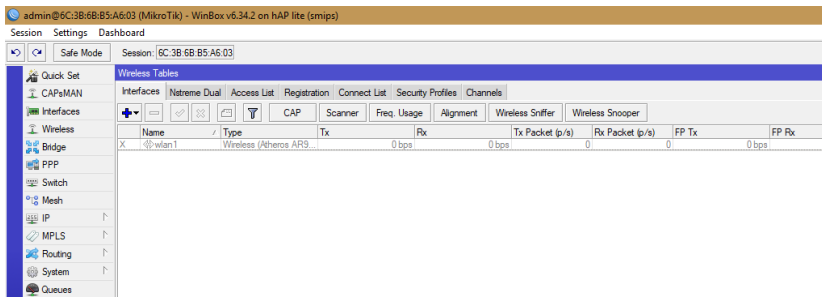 admin@6C:3B:6B:B5:A6:03 (MikroTik) - WinBox v6.34.2 on hAP lite (smips)
Session Settings Dashboard
Safe Mode Session: 6C:3B:6B:B5:A6:03
Quick Set
CAPsMAN
Interfaces
Wireless
Bridge
PPP
Switch
Mesh
IP
MPLS
Routing
System
Queues
Wireless Tables
Interfaces Nstreme Dual Access List Registration Connect List Security Profiles Channels
CAP Scanner Freq. Usage Alignment Wireless Sniffer Wireless Snooper
Name Type Tx Rx Tx Packet (p/s) Rx Packet (p/s) FP Tx FP Rx
X wlan1 Wireless (Atheros AR9... 0 bps 0 bps 0 0 0 bps